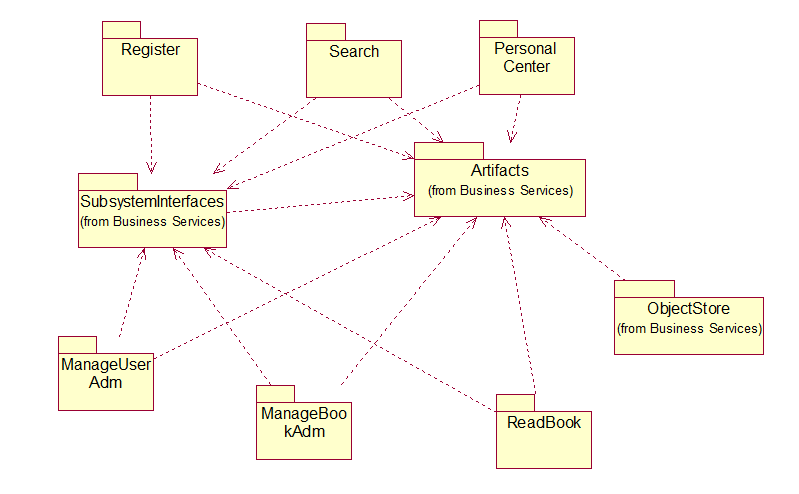 Register
Search
Personal
Center
Artifacts
(from Business Services)
SubsystemInterfaces
(from Business Services)
ObjectStore
(from Business Services)
ManageUser
Adm
ManageBoo
kAdm
ReadBook